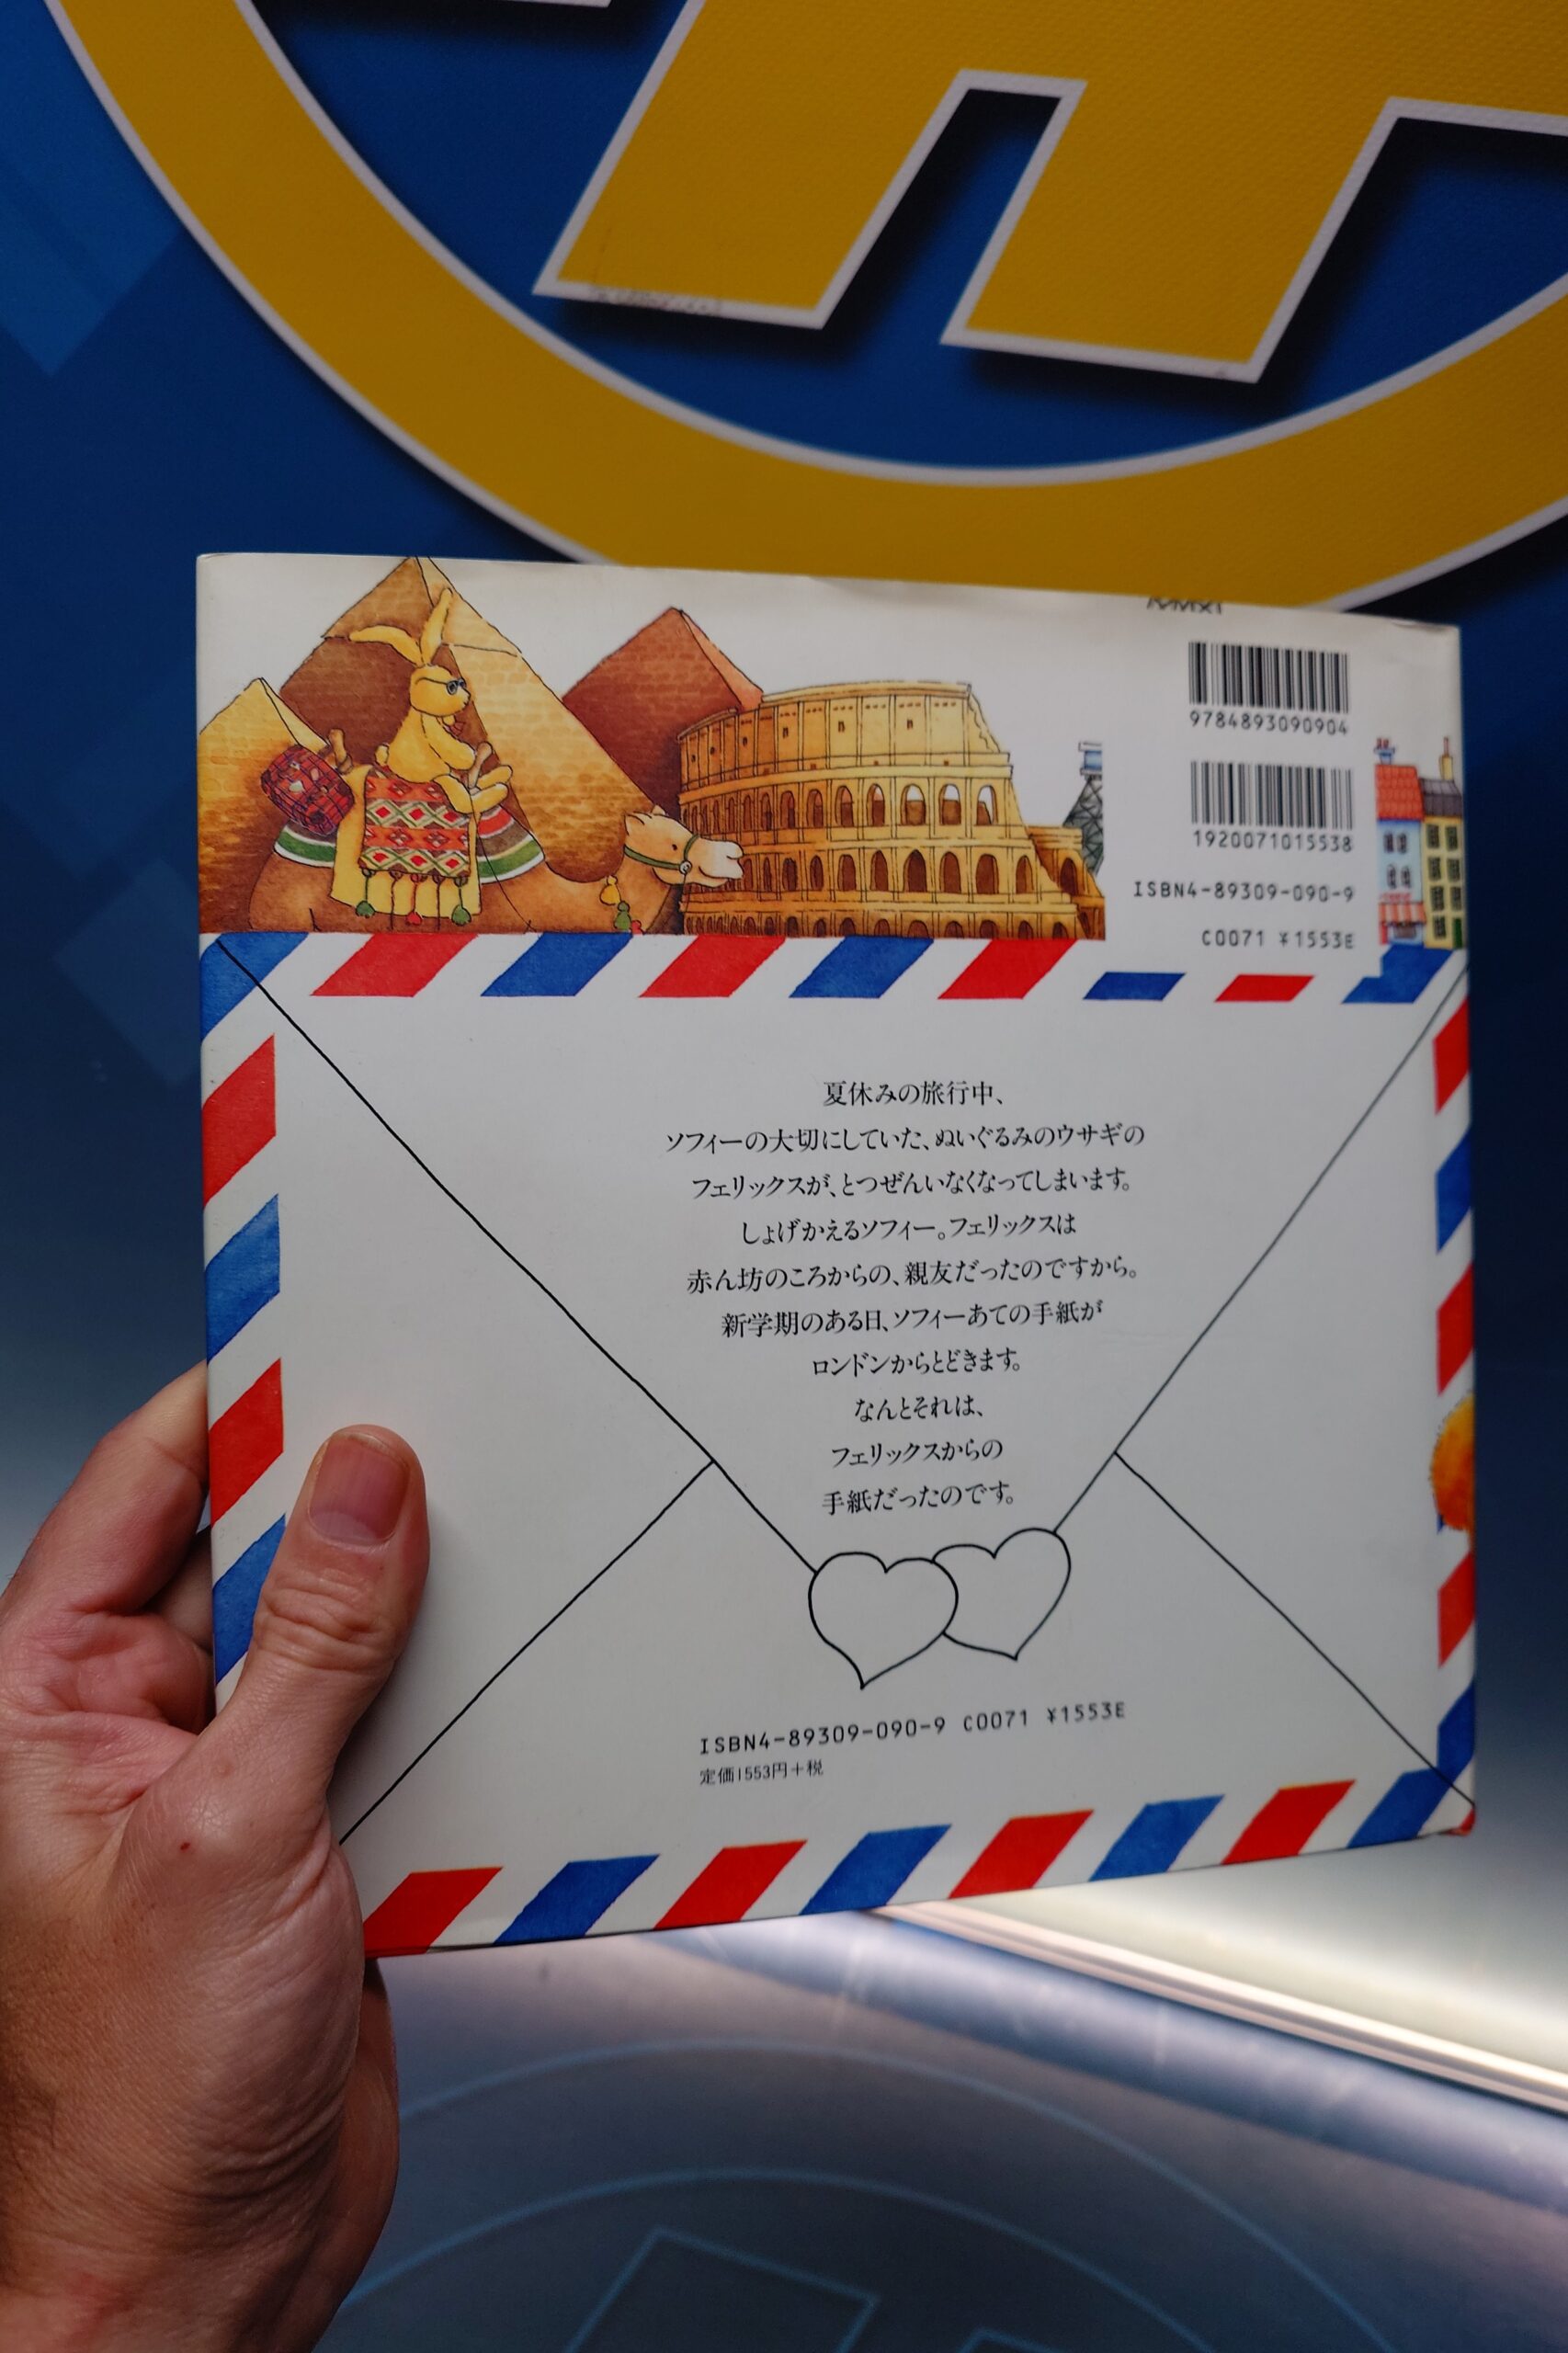 9784893090904
1920071015538
ISBN4-89309-090-9
C0071 ¥1553E
夏休みの旅行中、
ソフィーの大切にしていた、ぬいぐるみのウサギの
フェリックスが、とつぜんいなくなってしまいます。
しょげかえるソフィー。フェリックスは
赤ん坊のころからの、親友だったのですから。
新学期のある日、ソフィーあての手紙が
ロンドンからとどきます。
なんとそれは、
フェリックスからの
手紙だったのです。
ISBN4-89309-090-9 C0071 ¥1553E
定価1553円+税